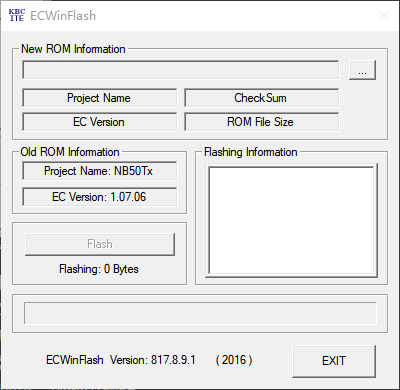 KBC
ITE
ECWinFlash
New ROM Information
...
Project Name
CheckSum
EC Version
ROM File Size
Old ROM Information
Project Name: NB50Tx
EC Version: 1.07.06
Flashing Information
Flash
Flashing: 0 Bytes
ECWinFlash Version: 817.8.9.1 ( 2016 )
EXIT